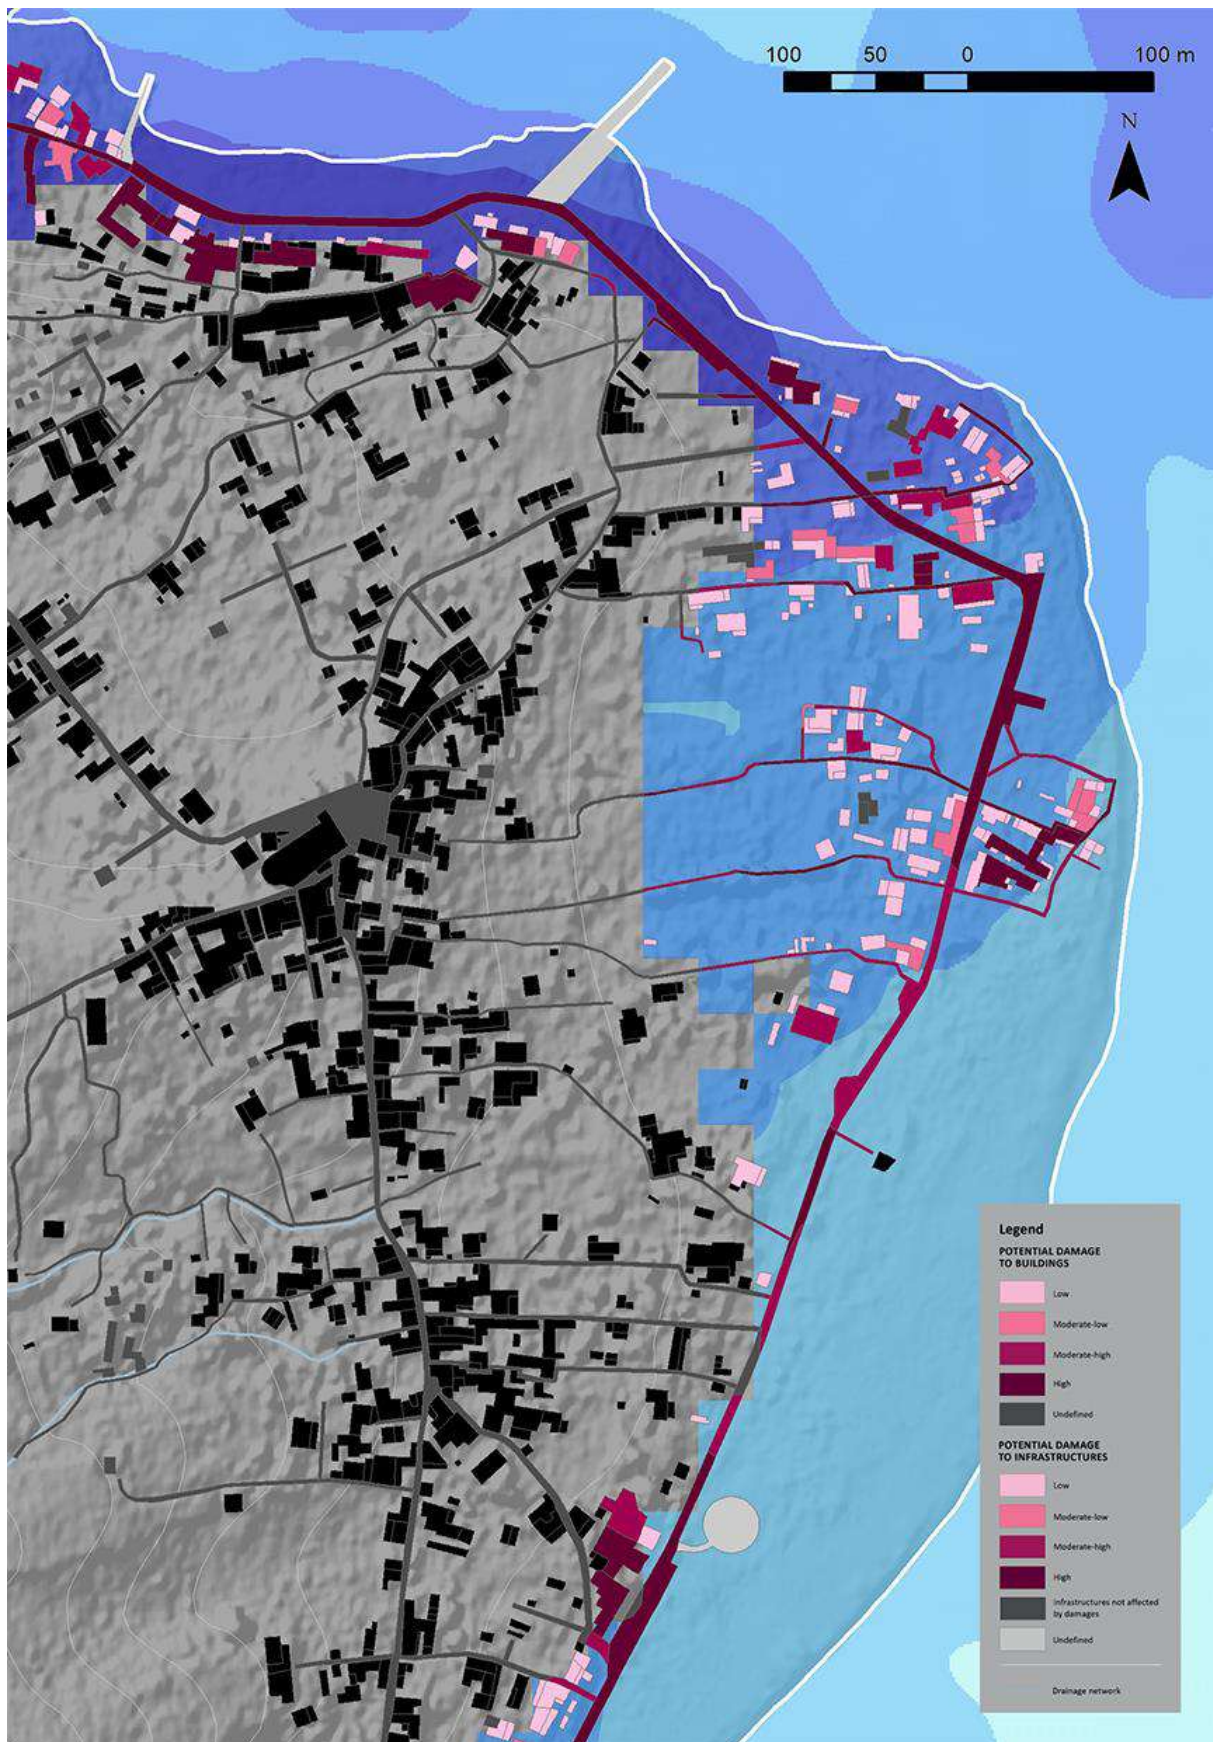 100 50 0 100 m
N
Legend
POTENTIAL DAMAGE
TO BUILDINGS
Low
Moderate-low
Moderate-high
High
Undefined
POTENTIAL DAMAGE
TO INFRASTRUCTURES
Low
Moderate-low
Moderate-high
High
Infrastructures not affected
by damages
Undefined
Drainage network